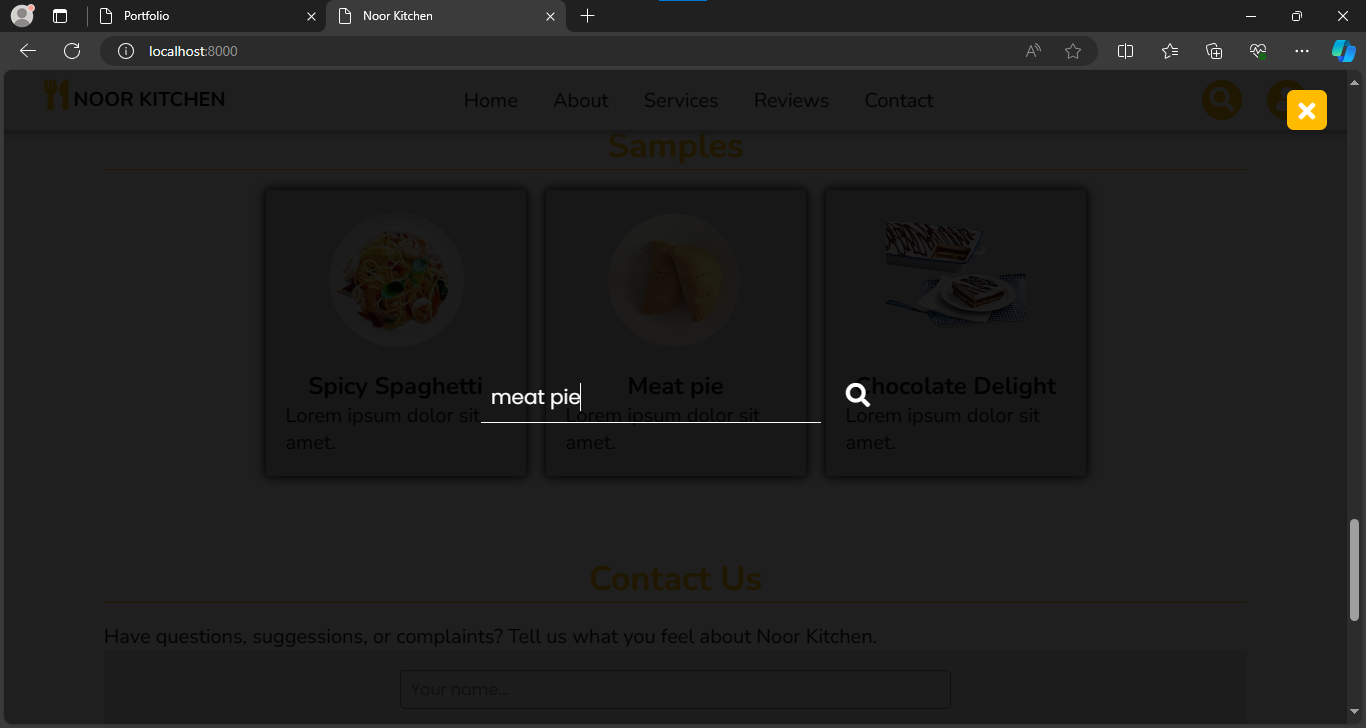 Portfolio
Noor Kitchen
localhost:8000
NOOR KITCHEN
Home About Services Reviews Contact
Samples
Spicy Spaghetti
Lorem ipsum dolor sit
amet.
Meat pie
Lorem ipsum dolor sit
amet.
Chocolate Delight
Lorem ipsum dolor sit
amet.
meat pie
Contact Us
Have questions, suggessions, or complaints? Tell us what you feel about Noor Kitchen.
Your name...